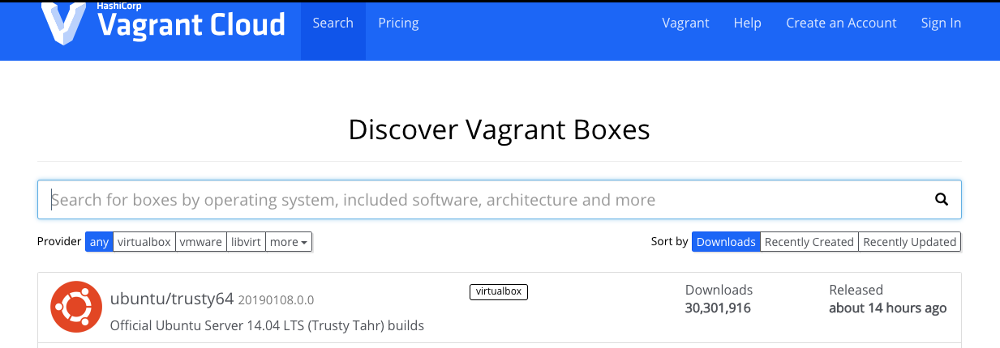 HashiCorp
Vagrant Cloud
Search Pricing Vagrant Help Create an Account Sign In
Discover Vagrant Boxes
Search for boxes by operating system, included software, architecture and more
Provider any virtualbox vmware libvirt more Sort by Downloads Recently Created Recently Updated
ubuntu/trusty64 20190108.0.0 virtualbox Downloads Released
30,301,916 about 14 hours ago
Official Ubuntu Server 14.04 LTS (Trusty Tahr) builds